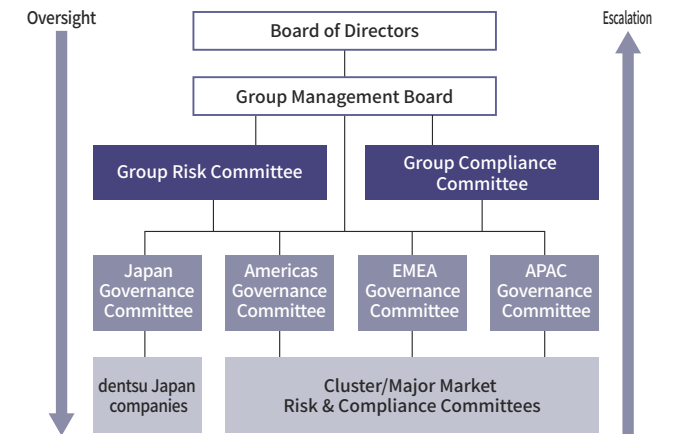 Oversight
Escalation
Board of Directors
Group Management Board
Group Risk Committee
Group Compliance
Committee
Japan
Governance
Committee
Americas
Governance
Committee
EMEA
Governance
Committee
APAC
Governance
Committee
dentsu Japan
companies
Cluster/Major Market
Risk & Compliance Committees